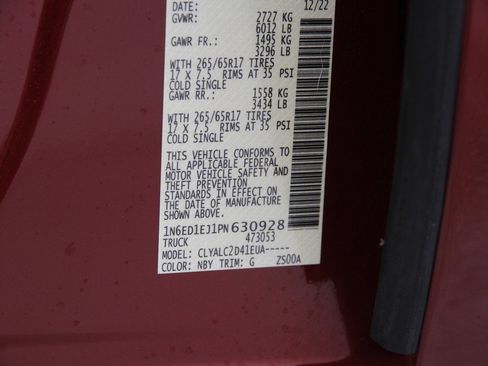 DATE: 12/22
GVWR: 2727 KG
6012 LB
GAWR FR.: 1495 KG
3296 LB
WITH 265/65R17 TIRES
17 X 7.5 RIMS AT 35 PSI
COLD SINGLE
GAWR RR.: 1558 KG
3434 LB
WITH 265/65R17 TIRES
17 X 7.5 RIMS AT 35 PSI
COLD SINGLE
THIS VEHICLE CONFORMS TO
ALL APPLICABLE FEDERAL
MOTOR VEHICLE SAFETY AND
THEFT PREVENTION
STANDARDS IN EFFECT ON
THE DATE OF MANUFACTURE
SHOWN ABOVE.
1N6ED1EJ1PN630928
TRUCK 473053
MODEL: CLYALC2D41EUA-----
COLOR: NBY TRIM: G ZS00A